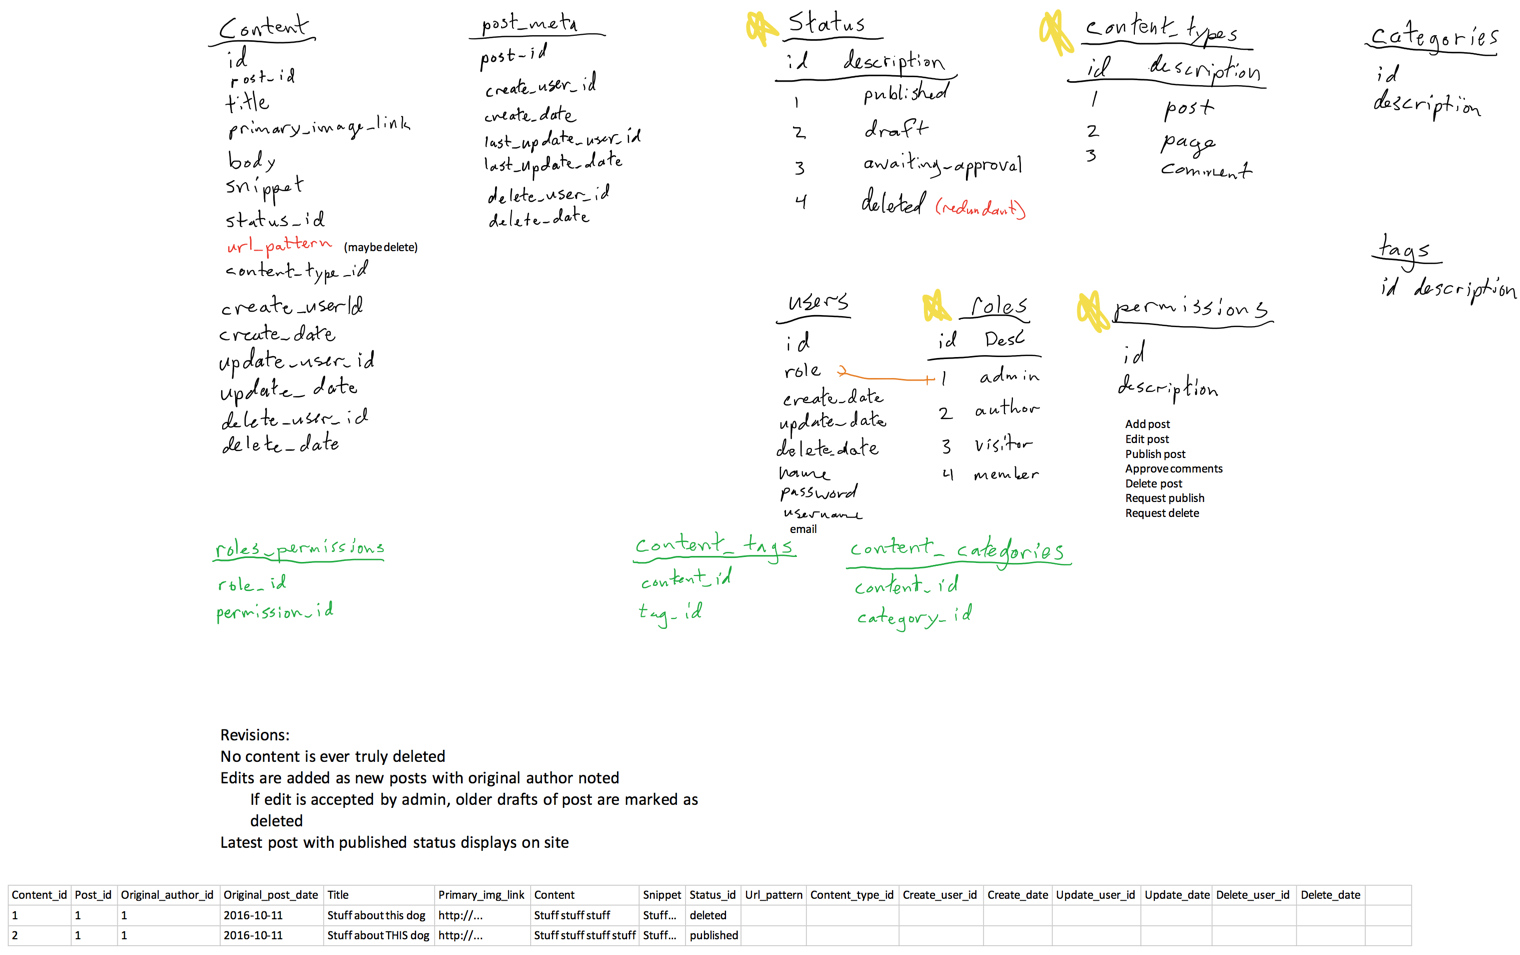 Content
id
post_id
title
primary_image_link
body
snippet
status_id
url_pattern (maybe delete)
content_type_id
create_userId
create_date
update_user_id
update_date
delete_user_id
delete_date
post_meta
post_id
create_user_id
create_date
last_update_user_id
last_update_date
delete_user_id
delete_date
Status
id description
1 published
2 draft
3 awaiting_approval
4 deleted (redundant)
content_types
id description
1 post
2 page
3 comment
categories
id
description
tags
id description
users
id
role
create_date
update_date
delete_date
name
password
username
email
roles
id Desc
1 admin
2 author
3 visitor
4 member
permissions
id
description
Add post
Edit post
Publish post
Approve comments
Delete post
Request publish
Request delete
roles_permissions
role_id
permission_id
content_tags
content_id
tag_id
content_categories
content_id
category_id
Revisions:
No content is ever truly deleted
Edits are added as new posts with original author noted
If edit is accepted by admin, older drafts of post are marked as
deleted
Latest post with published status displays on site
Content_id Post_id Original_author_id Original_post_date Title Primary_img_link Content Snippet Status_id Url_pattern Content_type_id Create_user_id Create_date Update_user_id Update_date Delete_user_id Delete_date
1 1 1 2016-10-11 Stuff about this dog http://... Stuff stuff stuff Stuff... deleted
2 1 1 2016-10-11 Stuff about THIS dog http://... Stuff stuff stuff stuff Stuff... published